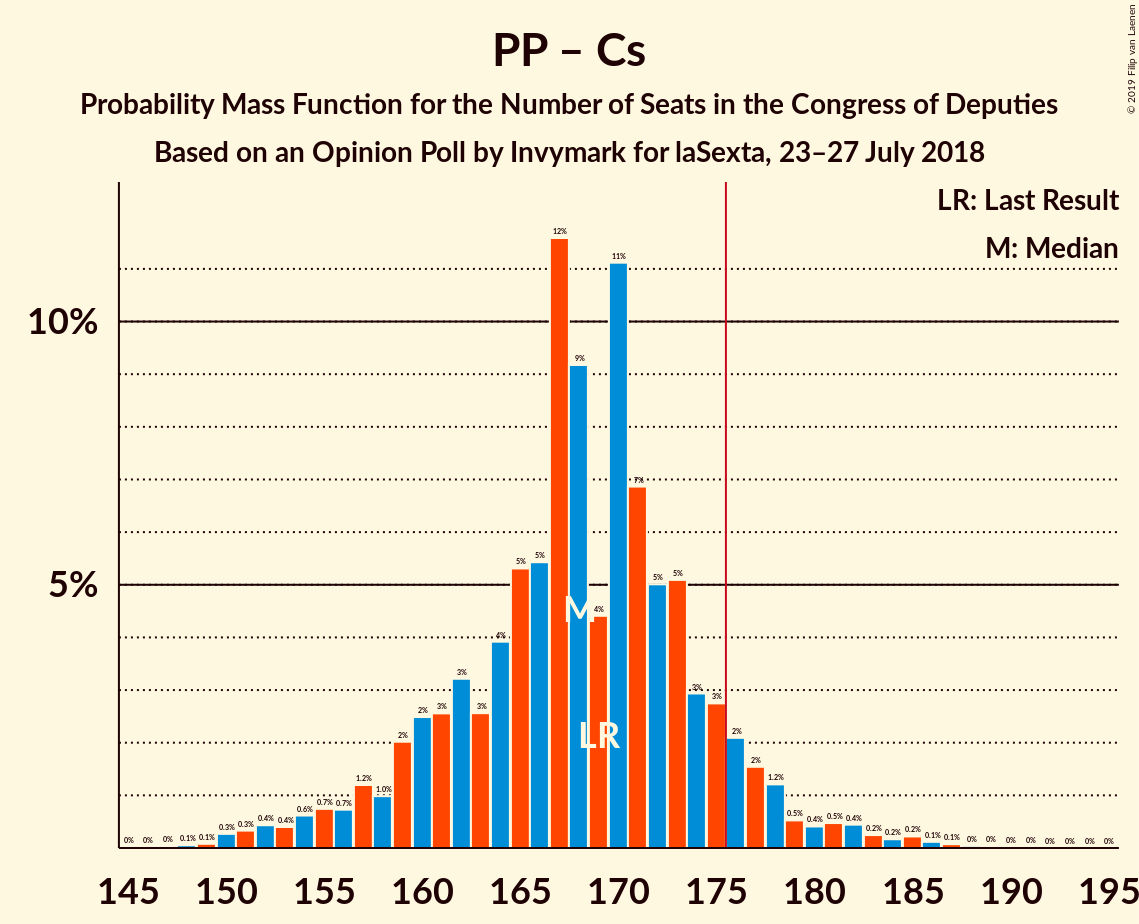 PP – Cs
Probability Mass Function for the Number of Seats in the Congress of Deputies
Based on an Opinion Poll by Invymark for laSexta, 23–27 July 2018
© 2019 Filip van Laenen
LR: Last Result
M: Median
10%
5%
0% 0% 0% 0.1% 0.1% 0.3% 0.3% 0.4% 0.4% 0.6% 0.7% 0.7% 1.2% 1.0% 2% 2% 3% 3% 3% 4% 5% 5% 12% 9% 4% 11% 7% 5% 5% 3% 3% 2% 2% 1.2% 0.5% 0.4% 0.5% 0.4% 0.2% 0.2% 0.2% 0.1% 0.1% 0% 0% 0% 0% 0% 0% 0% 0%
M
LR
145 150 155 160 165 170 175 180 185 190 195